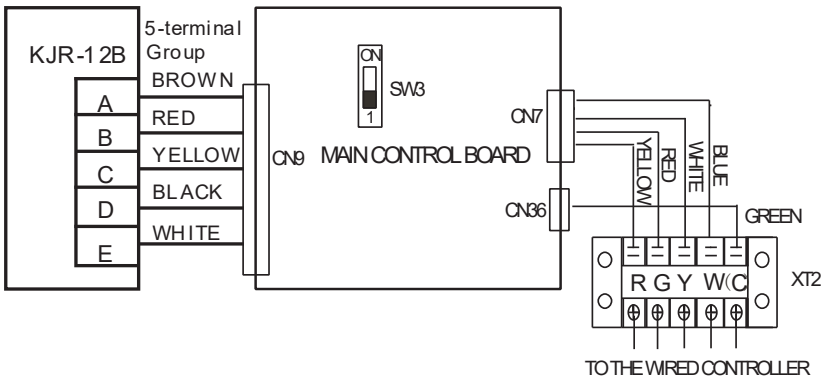 5-terminal
Group
KJR-12B
A
B
C
D
E
BROWN
RED
YELLOW
BLACK
WHITE
CN9
ON
1
SW3
MAIN CONTROL BOARD
CN7
CN36
YELLOW
RED
WHITE
BLUE
GREEN
R G Y W(C
XT2
TO THE WIRED CONTROLLER